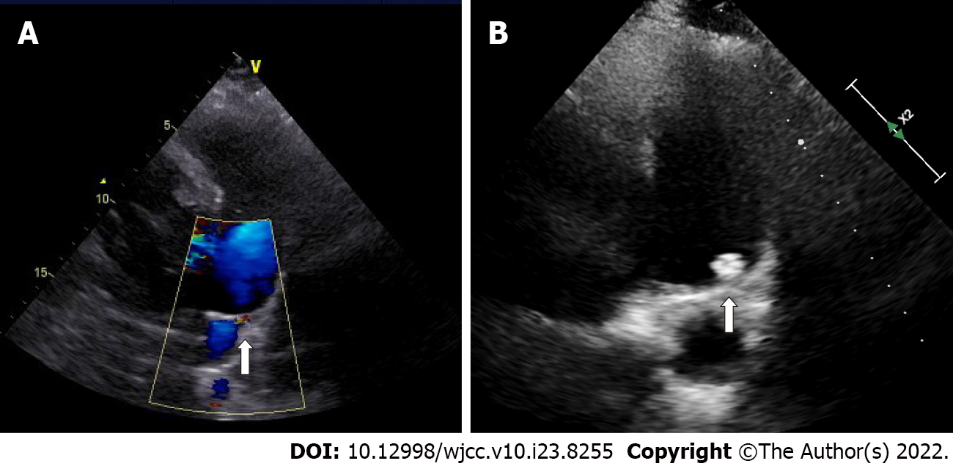 A
B
V
5
10
15
X2
DOI: 10.12998/wjcc.v10.i23.8255 Copyright ©The Author(s) 2022.